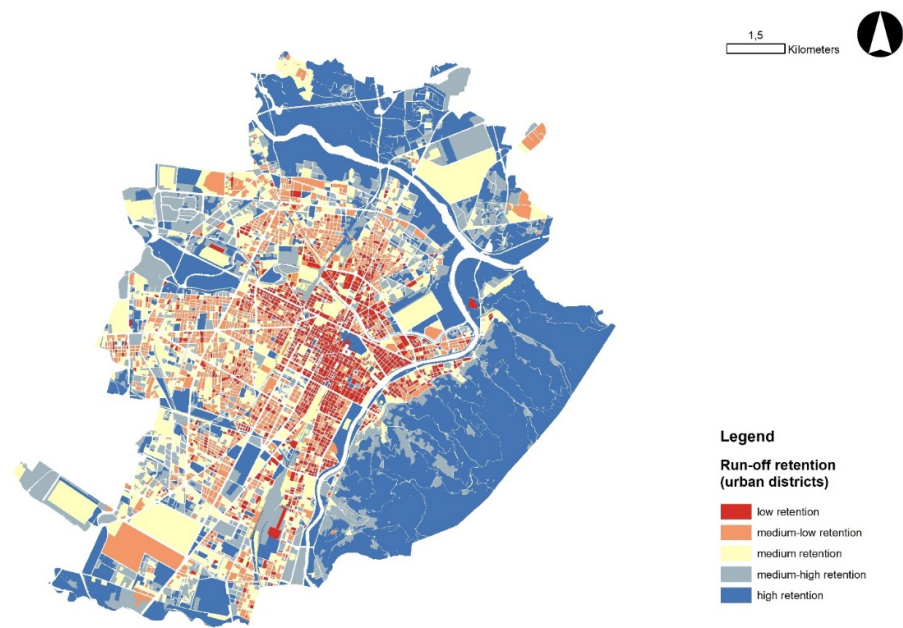 1,5
Kilometers
Legend
Run-off retention
(urban districts)
low retention
medium-low retention
medium retention
medium-high retention
high retention